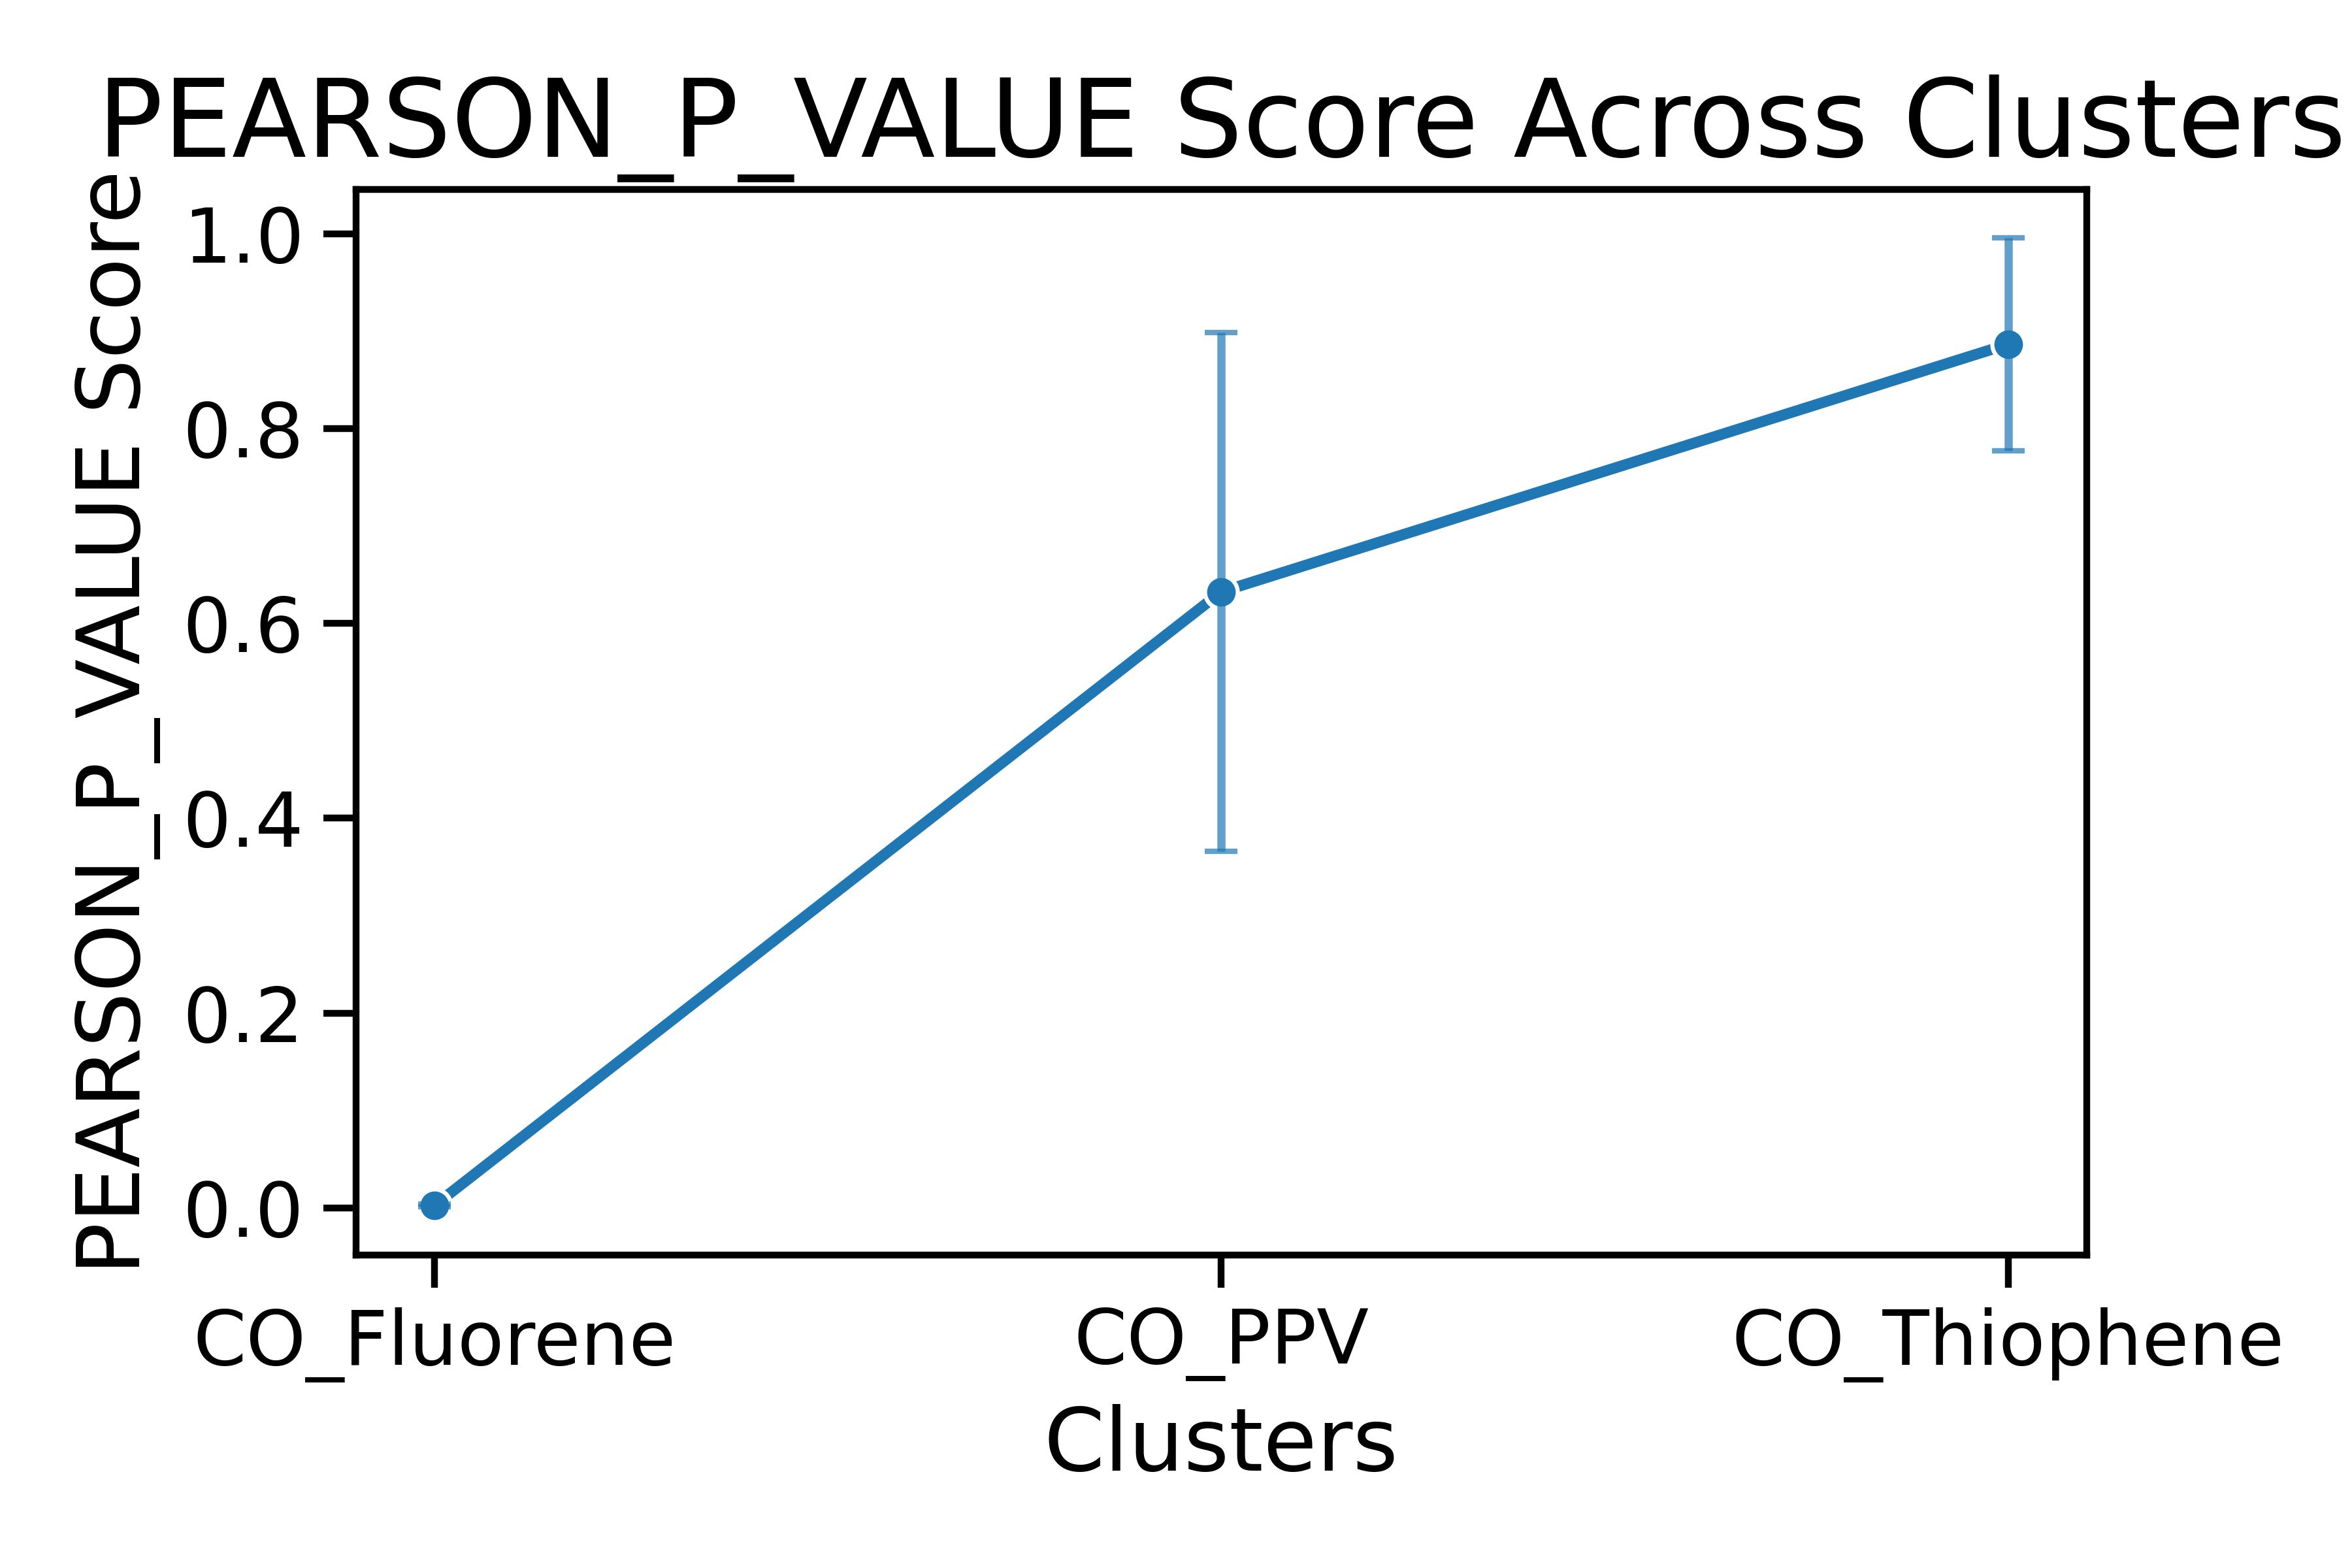 PEARSON_P_VALUE Score Across Clusters
PEARSON_P_VALUE Score
1.0
0.8
0.6
0.4
0.2
0.0
CO_Fluorene
CO_PPV
CO_Thiophene
Clusters